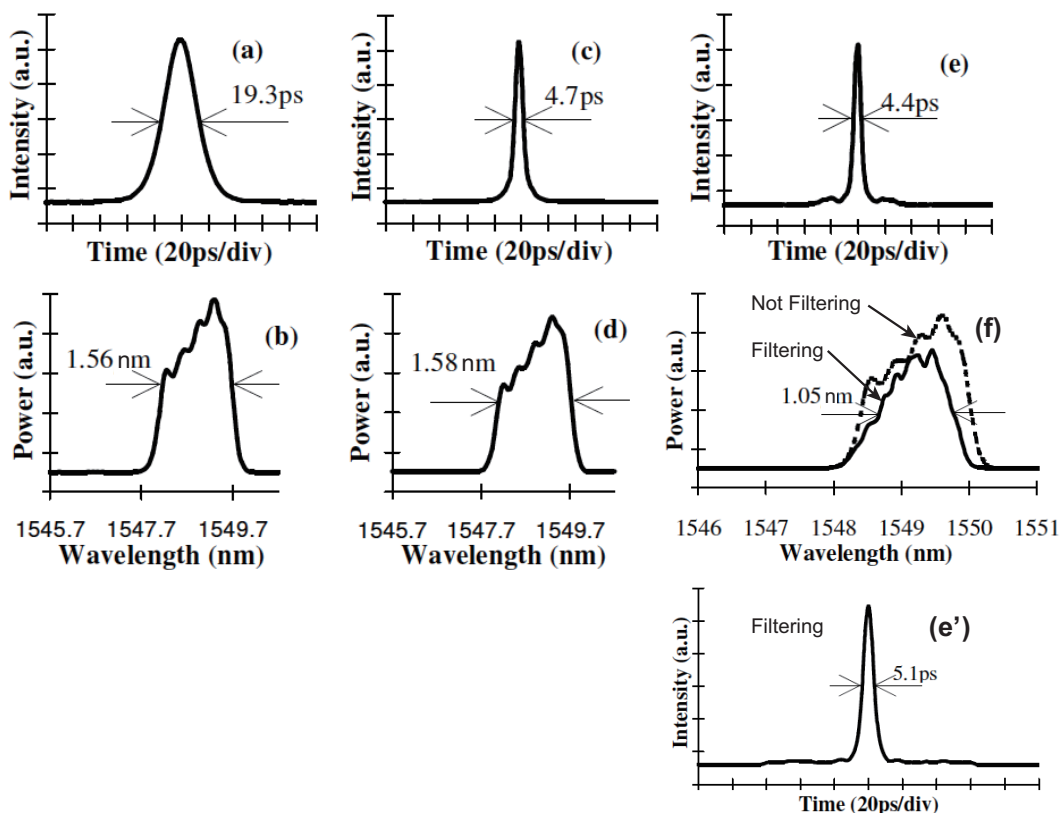 Intensity (a.u.)
(a)
19.3ps
Time (20ps/div)
Intensity (a.u.)
(c)
4.7ps
Time (20ps/div)
Intensity (a.u.)
(e)
4.4ps
Time (20ps/div)
Power (a.u.)
(b)
1.56 nm
1545.7 1547.7 1549.7
Wavelength (nm)
Power (a.u.)
(d)
1.58 nm
1545.7 1547.7 1549.7
Wavelength (nm)
Power (a.u.)
Not Filtering
(f)
Filtering
1.05 nm
1546 1547 1548 1549 1550 1551
Wavelength (nm)
Intensity (a.u.)
Filtering
(e')
5.1ps
Time (20ps/div)